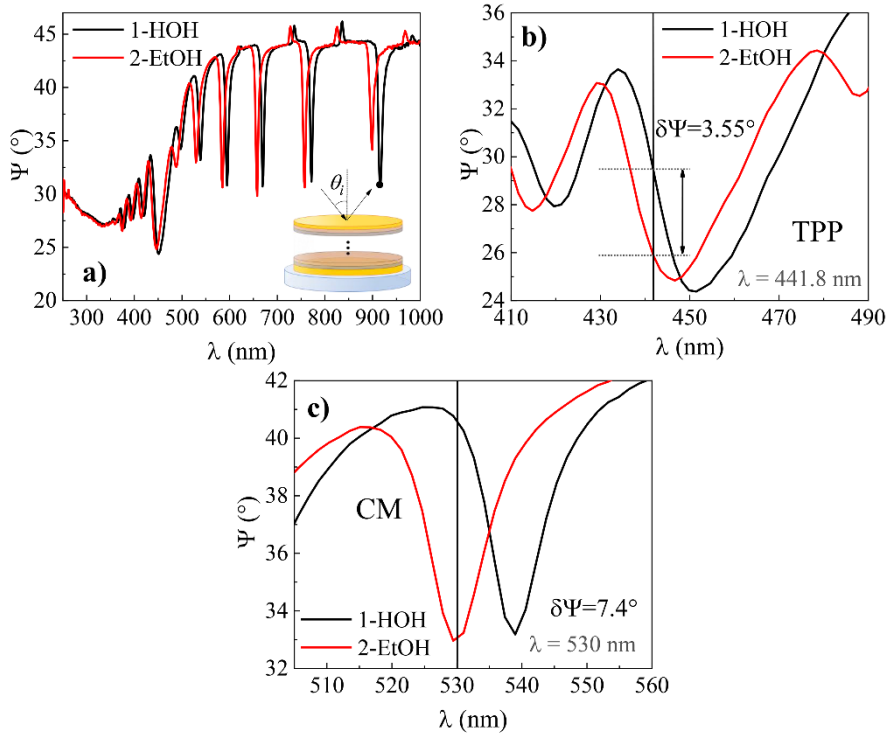 45
40
35
30
25
20
Ψ (°)
1-HOH
2-EtOH
θi
a)
300 400 500 600 700 800 900 1000
λ (nm)
36
34
32
30
28
26
24
Ψ (°)
b)
1-HOH
2-EtOH
δΨ=3.55°
TPP
λ = 441.8 nm
410 430 450 470 490
λ (nm)
42
40
38
36
34
32
Ψ (°)
c)
CM
1-HOH
2-EtOH
δΨ=7.4°
λ = 530 nm
510 520 530 540 550 560
λ (nm)